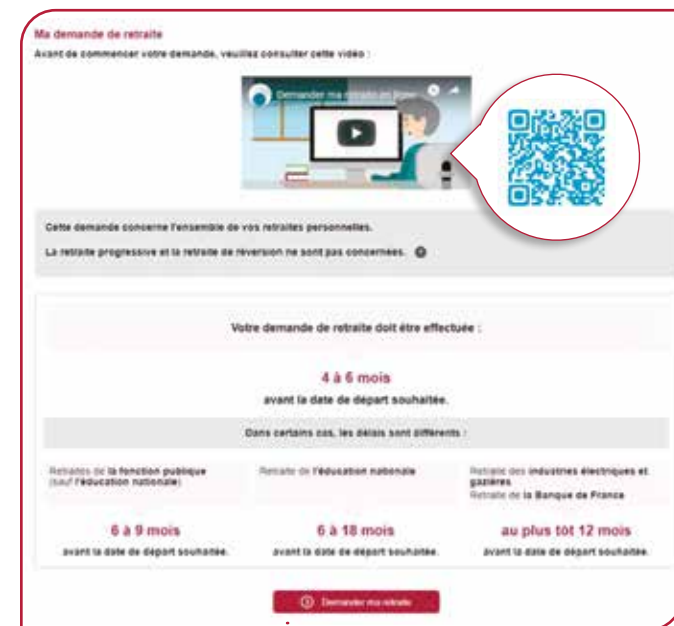 Ma demande de retraite
Avant de commencer votre demande, veuillez consulter cette vidéo :
Demander ma retraite en ligne
Cette demande concerne l'ensemble de vos retraites personnelles.
La retraite progressive et la retraite de réversion ne sont pas concernées.
Votre demande de retraite doit être effectuée :
4 à 6 mois
avant la date de départ souhaitée.
Dans certains cas, les délais sont différents :
Retraites de la fonction publique
(sauf l'éducation nationale)
6 à 9 mois
avant la date de départ souhaitée.
Retraite de l'éducation nationale
6 à 18 mois
avant la date de départ souhaitée.
Retraite des industries électriques et
gazières
Retraite de la Banque de France
au plus tôt 12 mois
avant la date de départ souhaitée.
Demander ma retraite